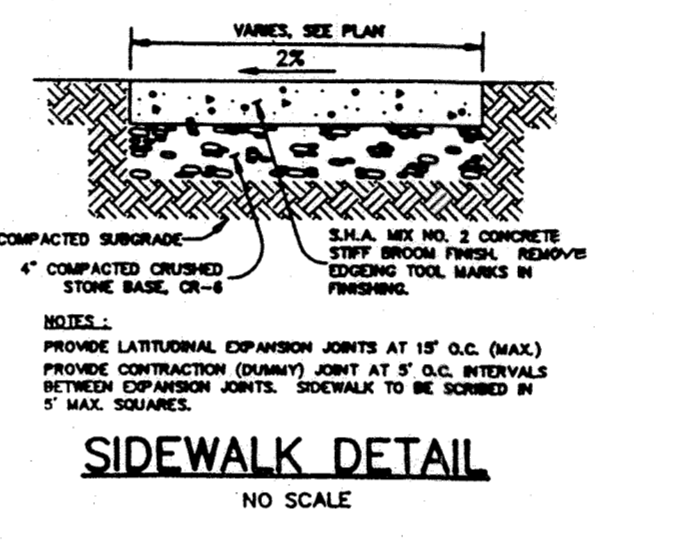 VARIES, SEE PLAN
2%
COMPACTED SUBGRADE
4" COMPACTED CRUSHED
STONE BASE, CR-6
S.H.A. MIX NO. 2 CONCRETE
STIFF BROOM FINISH. REMOVE
EDGEING TOOL MARKS IN
FINISHING.
NOTES :
PROVIDE LATITUDINAL EXPANSION JOINTS AT 15' O.C. (MAX.)
PROVIDE CONTRACTION (DUMMY) JOINT AT 5' O.C. INTERVALS
BETWEEN EXPANSION JOINTS. SIDEWALK TO BE SCRIBED IN
5' MAX. SQUARES.
SIDEWALK DETAIL
NO SCALE